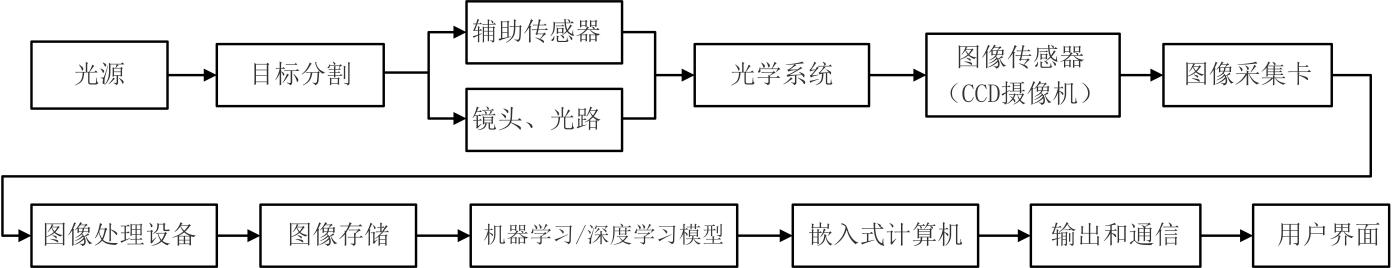 光源
目标分割
辅助传感器
镜头、光路
光学系统
图像传感器
（CCD摄像机）
图像采集卡
图像处理设备
图像存储
机器学习/深度学习模型
嵌入式计算机
输出和通信
用户界面